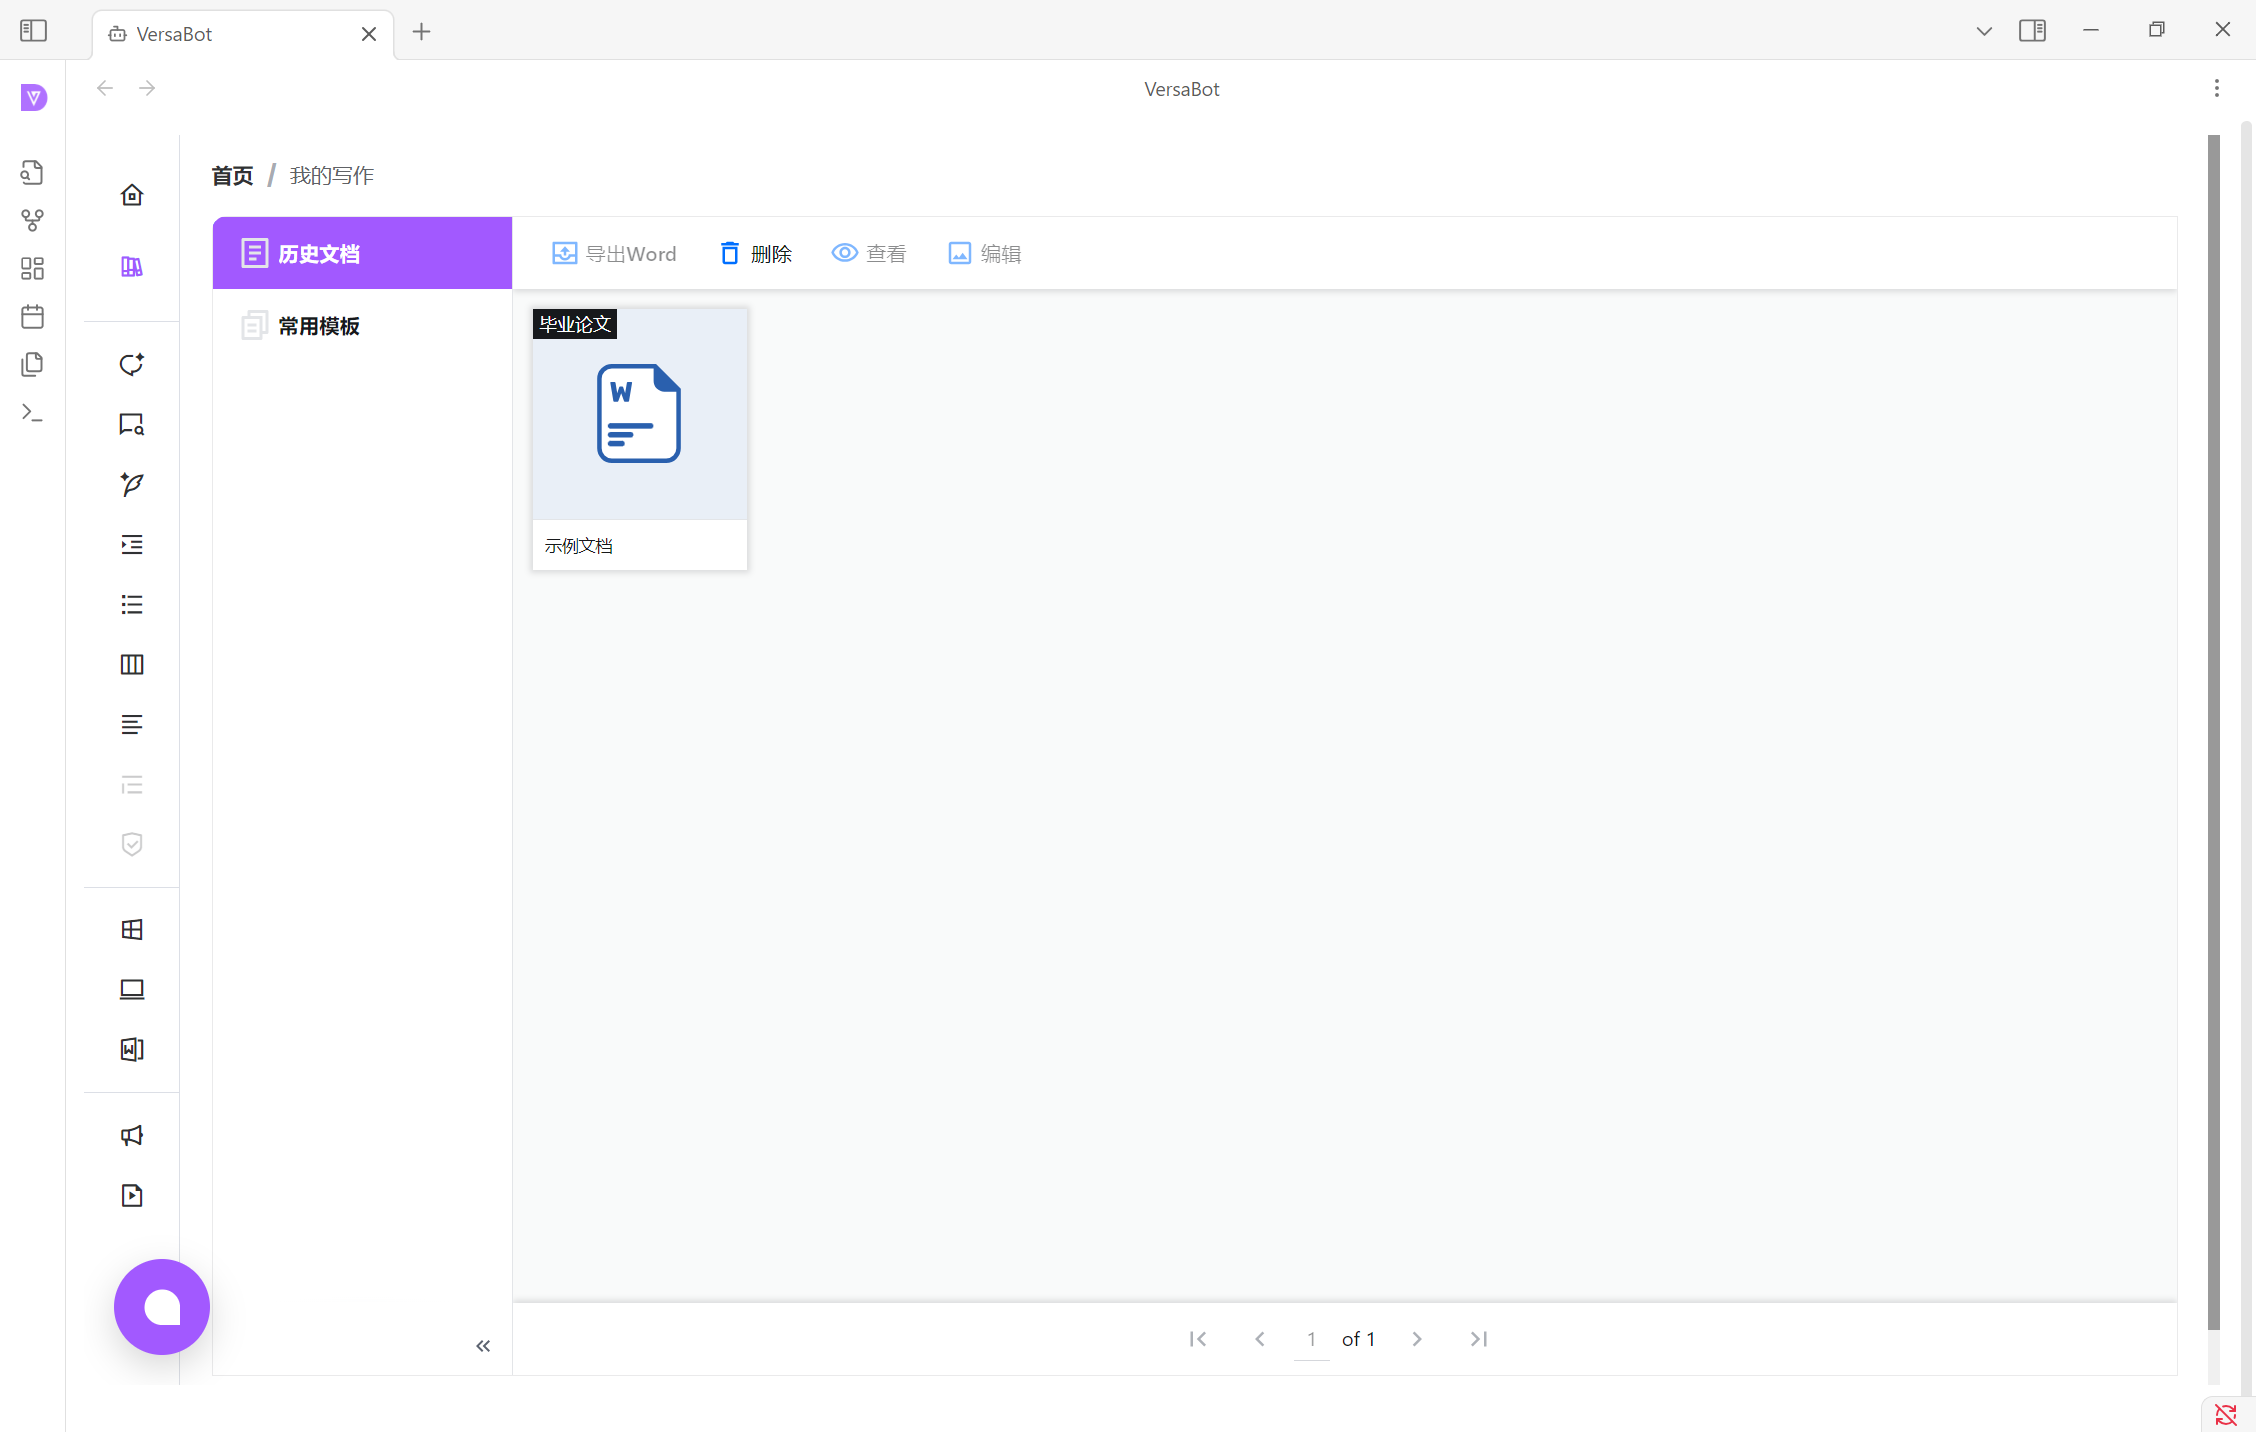 VersaBot
VersaBot
首页 / 我的写作
历史文档
常用模板
导出Word 删除 查看 编辑
毕业论文
W
示例文档
1 of 1